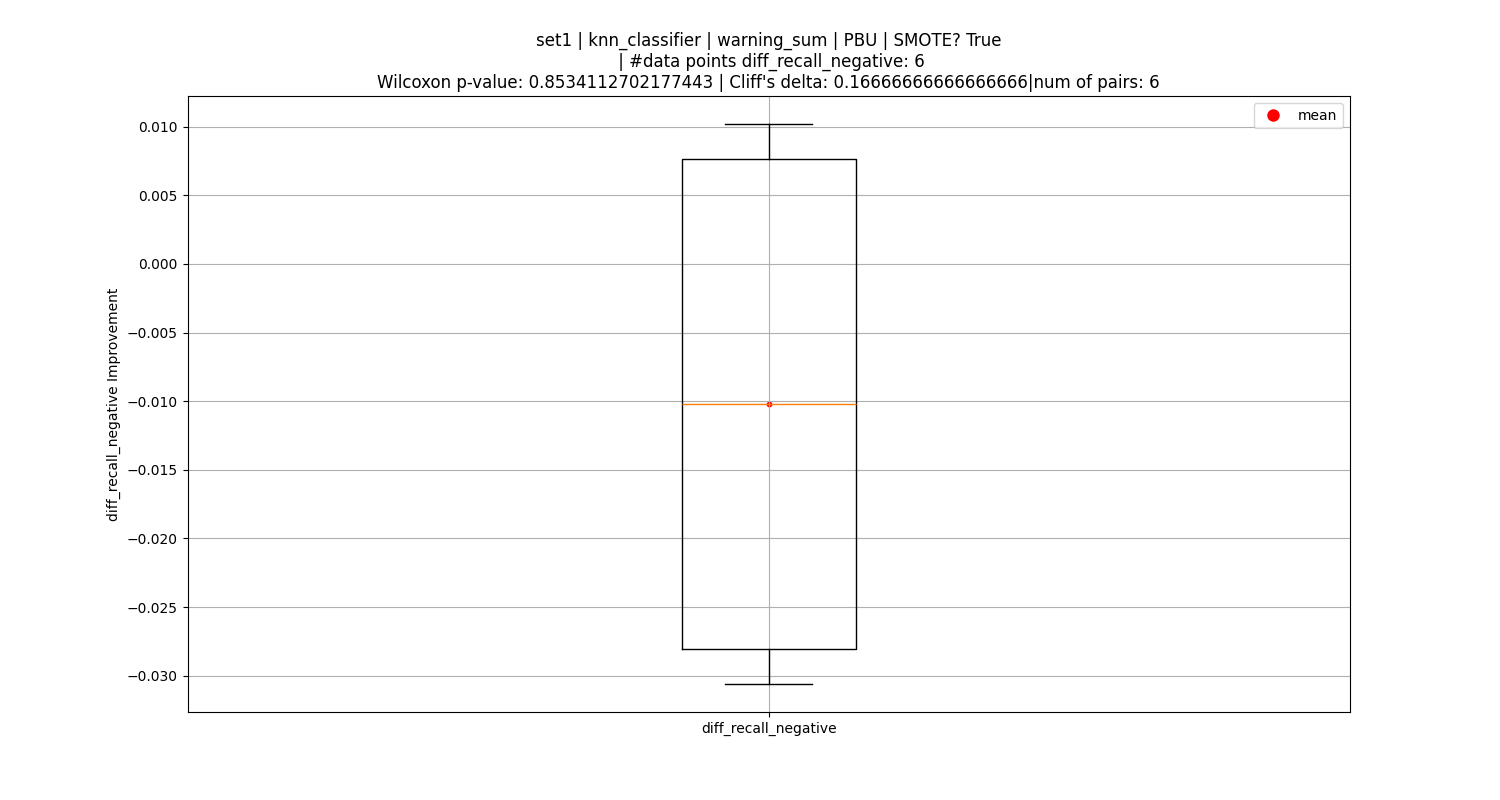 set1 | knn_classifier | warning_sum | PBU | SMOTE? True
| #data points diff_recall_negative: 6
Wilcoxon p-value: 0.8534112702177443 | Cliff's delta: 0.16666666666666666|num of pairs: 6
mean
0.010
0.005
0.000
−0.005
−0.010
−0.015
−0.020
−0.025
−0.030
diff_recall_negative Improvement
diff_recall_negative